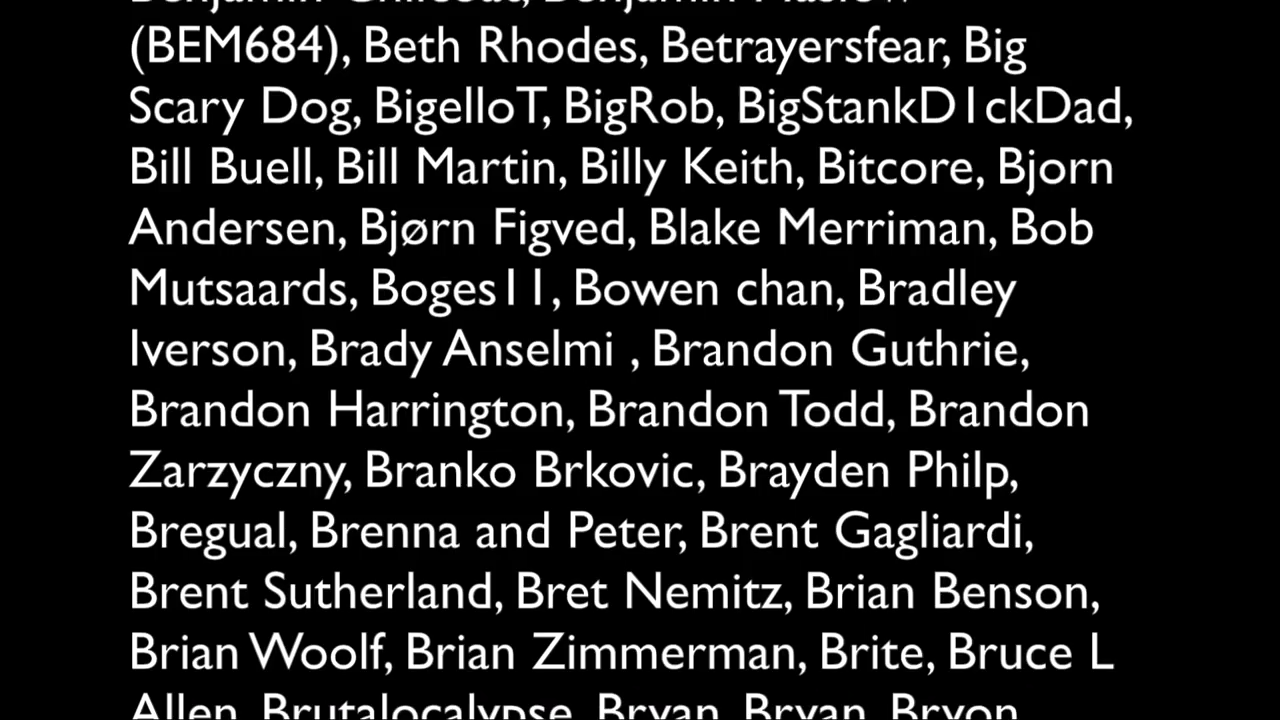 (BEM684), Beth Rhodes, Betrayersfear, Big
Scary Dog, BigelloT, BigRob, BigStankD1ckDad,
Bill Buell, Bill Martin, Billy Keith, Bitcore, Bjorn
Andersen, Bjørn Figved, Blake Merriman, Bob
Mutsaards, Boges11, Bowen chan, Bradley
Iverson, Brady Anselmi , Brandon Guthrie,
Brandon Harrington, Brandon Todd, Brandon
Zarzyczny, Branko Brkovic, Brayden Philp,
Bregual, Brenna and Peter, Brent Gagliardi,
Brent Sutherland, Bret Nemitz, Brian Benson,
Brian Woolf, Brian Zimmerman, Brite, Bruce L
Allen, Brutalocalypse, Bryan, Bryan, Bryon